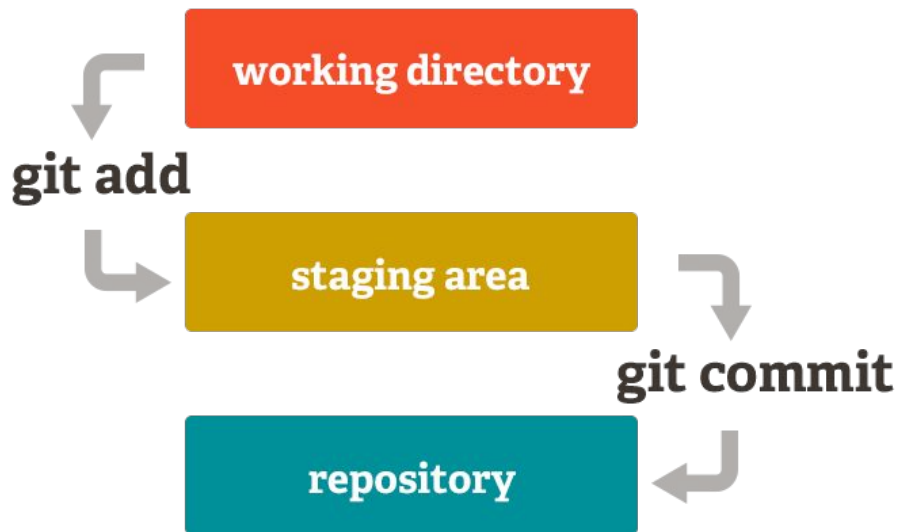 working directory
git add
staging area
git commit
repository